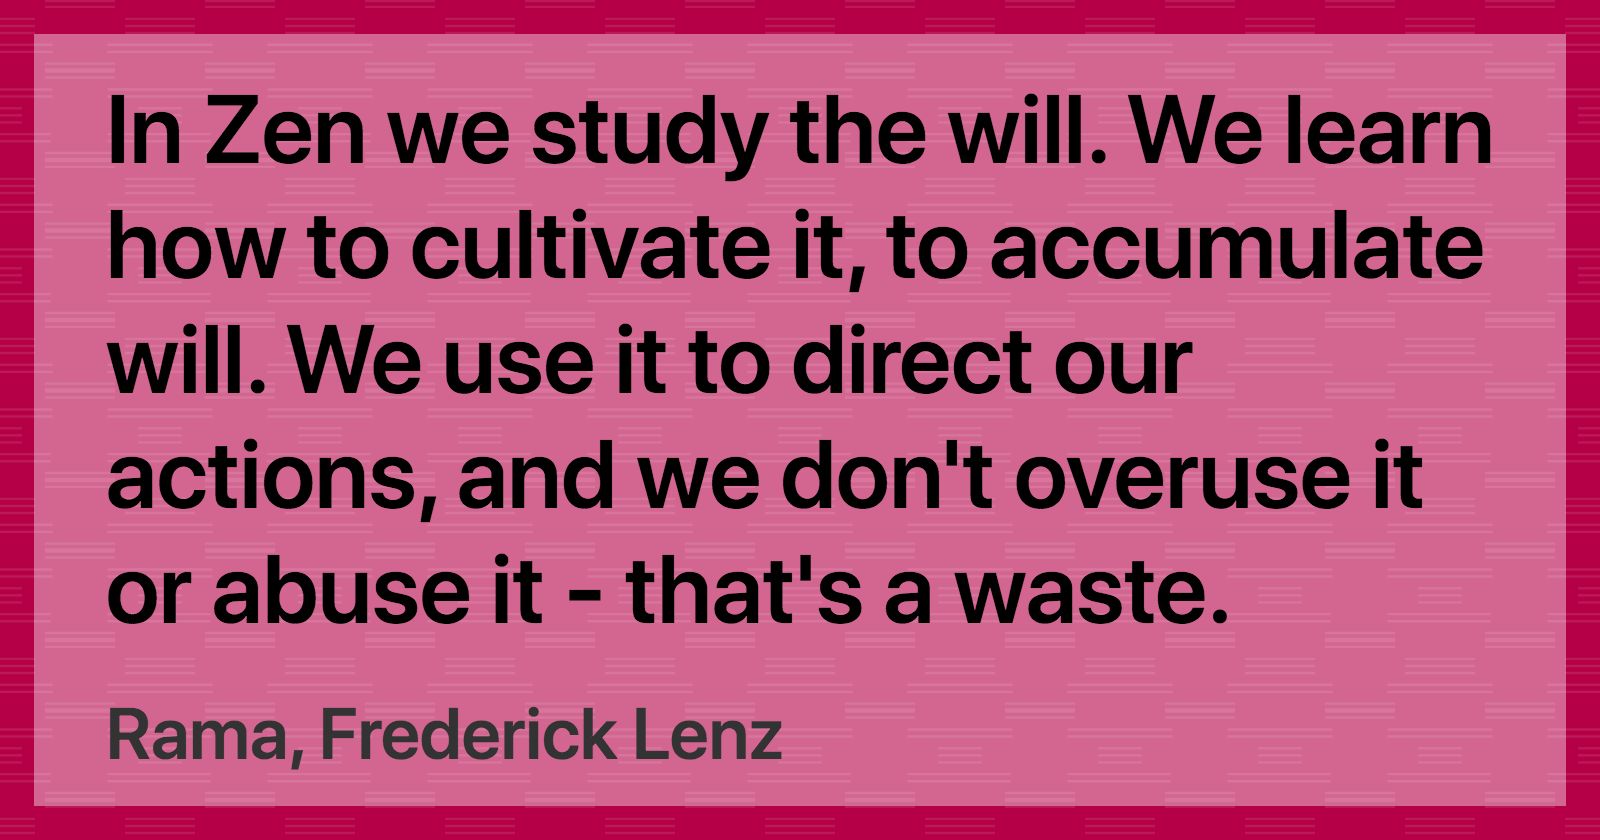 In Zen we study the will. We learn
how to cultivate it, to accumulate
will. We use it to direct our
actions, and we don't overuse it
or abuse it - that's a waste.
Rama, Frederick Lenz